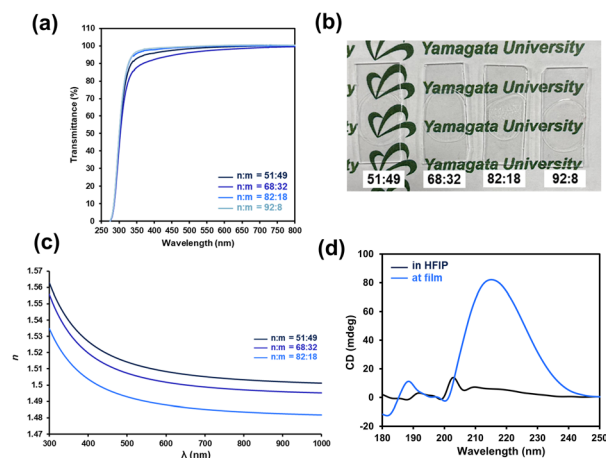 (a)
110
100
90
80
70
60
50
40
30
20
10
0
Transmittance (%)
n:m = 51:49
n:m = 68:32
n:m = 82:18
n:m = 92:8
250 300 350 400 450 500 550 600 650 700 750 800
Wavelength (nm)
(b)
Yamagata University
Yamagata University
Yamagata University
Yamagata University
51:49 68:32 82:18 92:8
(c)
1.57
1.56
1.55
1.54
1.53
1.52
1.51
1.5
1.49
1.48
1.47
n
n:m = 51:49
n:m = 68:32
n:m = 82:18
300 400 500 600 700 800 900 1000
λ (nm)
(d)
100
80
60
40
20
0
-20
CD (mdeg)
in HFIP
at film
180 190 200 210 220 230 240 250
Wavelength (nm)